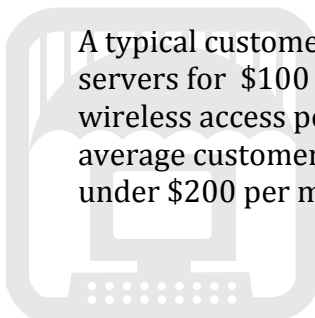 A typical custome
servers for $100
wireless access p
average customer
under $200 per m